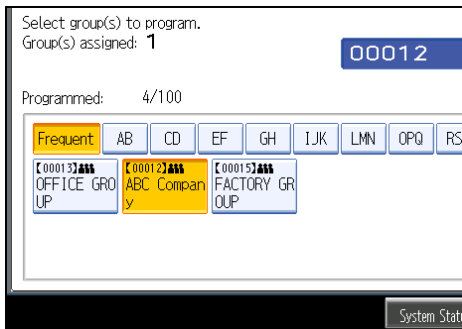 Select group(s) to program.
Group(s) assigned: 1
00012
Programmed: 4/100
Frequent AB CD EF GH IJK LMN OPQ RS
【00013】 【00012】 【00015】
OFFICE GRO ABC Compan FACTORY GR
UP y OUP
System Statu